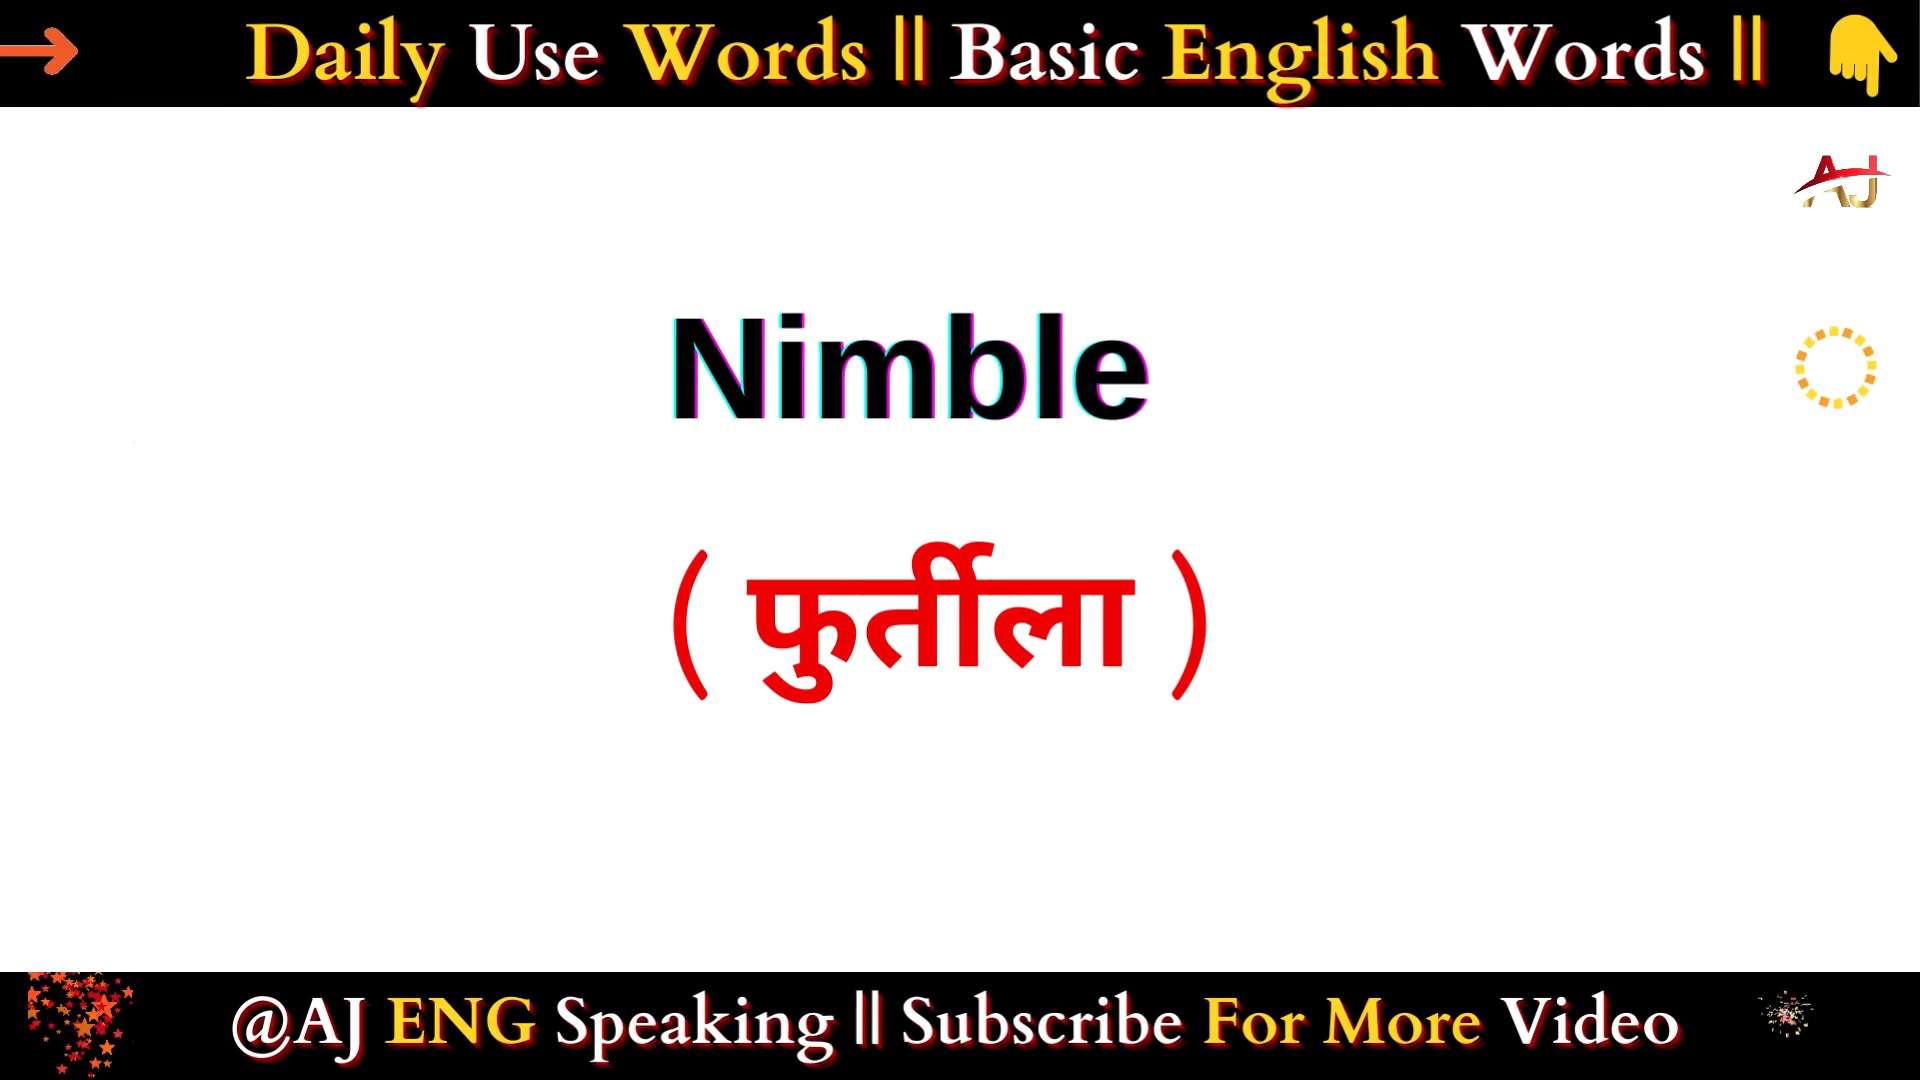 Daily Use Words || Basic English Words ||
AJ
Nimble
( फुर्तीला )
@AJ ENG Speaking || Subscribe For More Video